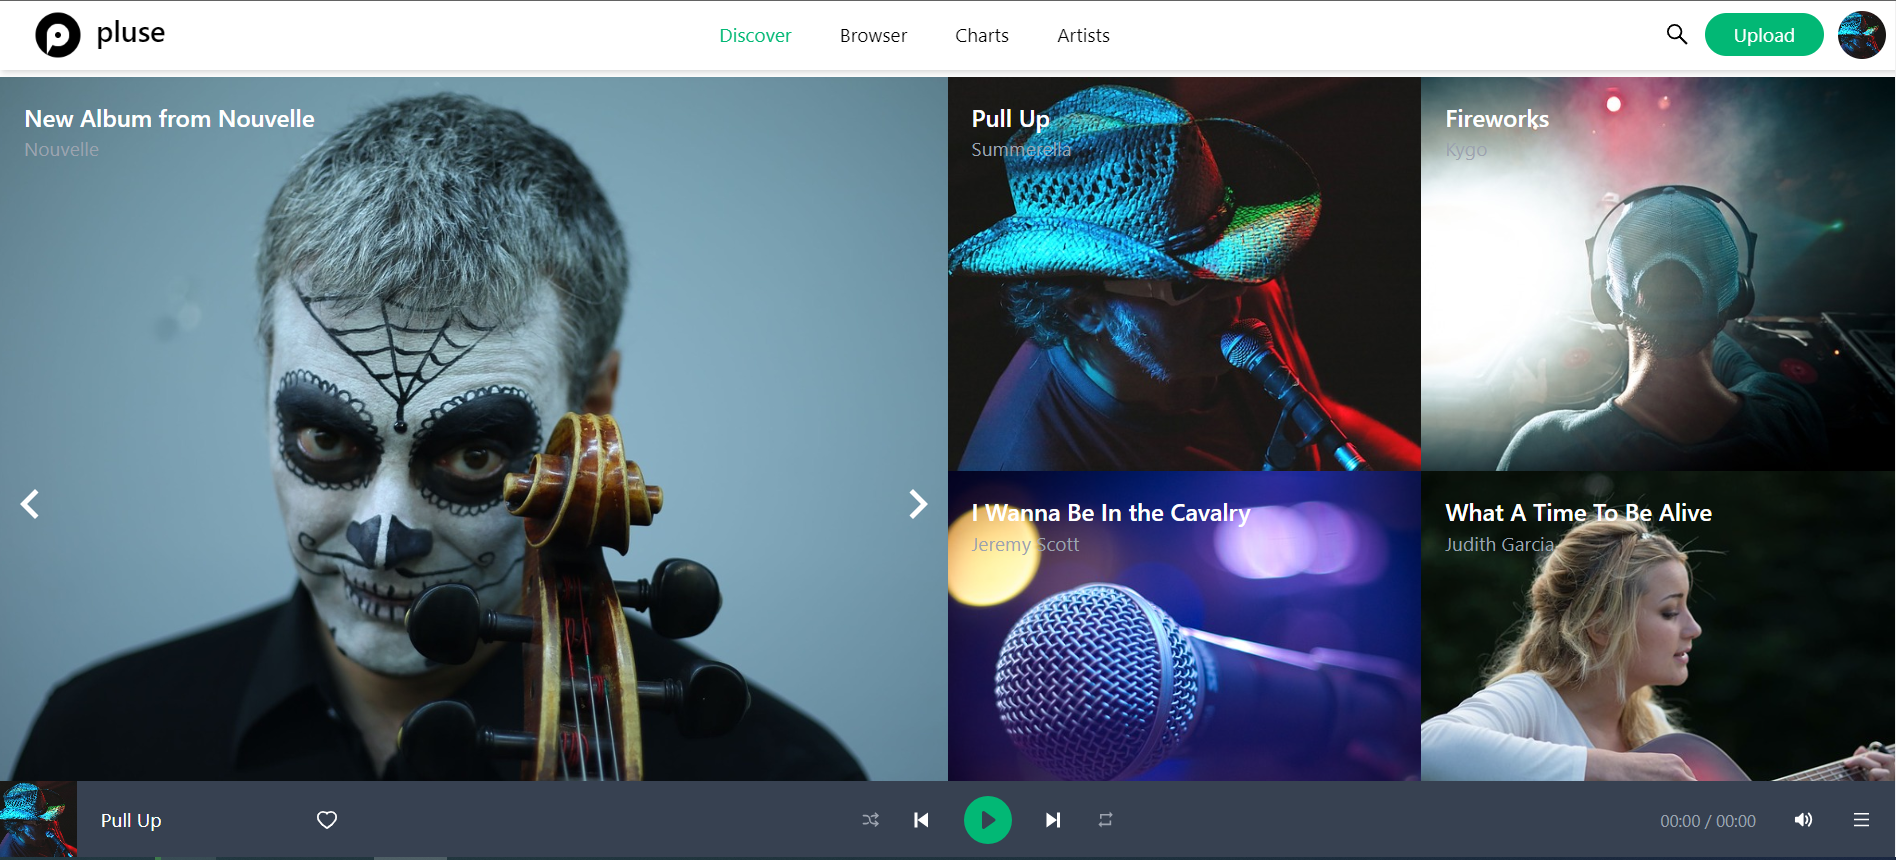 pluse
Discover Browser Charts Artists
Upload
New Album from Nouvelle
Nouvelle
Pull Up
Summerella
Fireworks
Kygo
I Wanna Be In the Cavalry
Jeremy Scott
What A Time To Be Alive
Judith Garcia
Pull Up
00:00 / 00:00